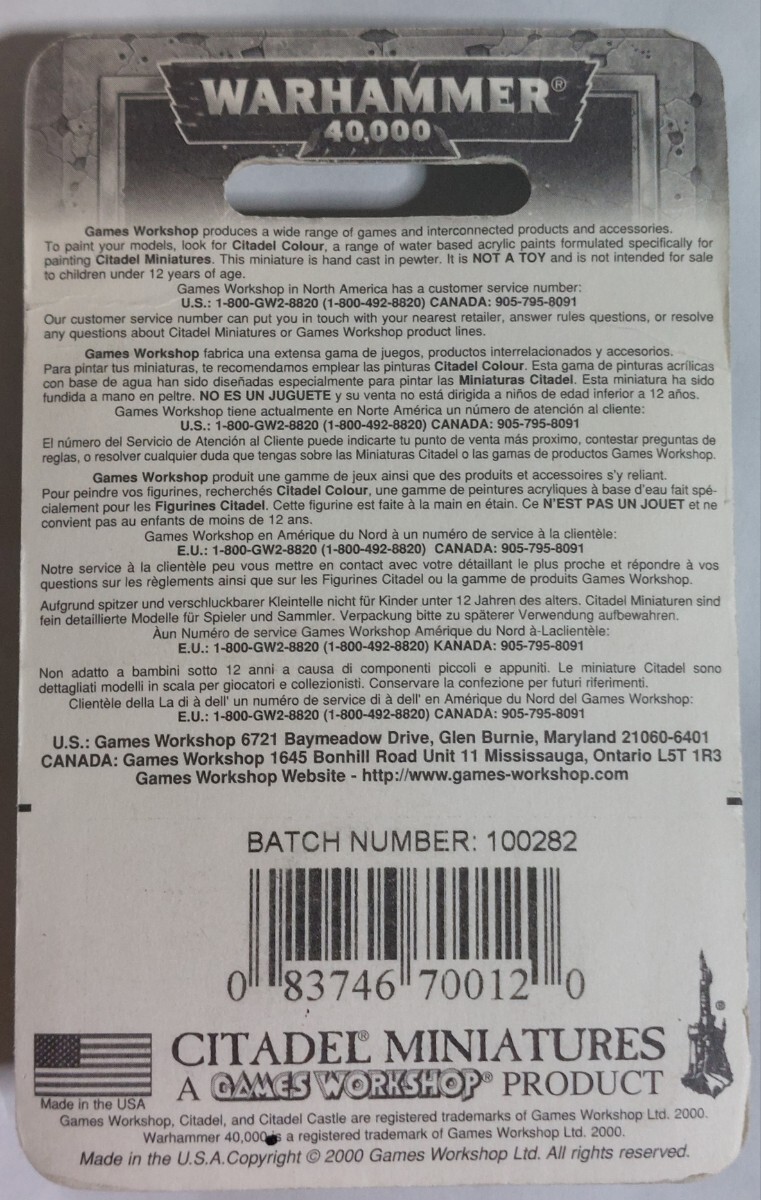 WARHAMMER®
40,000
Games Workshop produces a wide range of games and interconnected products and accessories.
To paint your models, look for Citadel Colour, a range of water based acrylic paints formulated specifically for
painting Citadel Miniatures. This miniature is hand cast in pewter. It is NOT A TOY and is not intended for sale
to children under 12 years of age.
Games Workshop in North America has a customer service number:
U.S.: 1-800-GW2-8820 (1-800-492-8820) CANADA: 905-795-8091
Our customer service number can put you in touch with your nearest retailer, answer rules questions, or resolve
any questions about Citadel Miniatures or Games Workshop product lines.
Games Workshop fabrica una extensa gama de juegos, productos interrelacionados y accesorios.
Para pintar tus miniaturas, te recomendamos emplear las pinturas Citadel Colour. Esta gama de pinturas acrílicas
con base de agua han sido diseñadas especialmente para pintar las Miniaturas Citadel. Esta miniatura ha sido
fundida a mano en peltre. NO ES UN JUGUETE y su venta no está dirigida a niños de edad inferior a 12 años.
Games Workshop tiene actualmente en Norte América un número de atención al cliente:
U.S.: 1-800-GW2-8820 (1-800-492-8820) CANADA: 905-795-8091
El número del Servicio de Atención al Cliente puede indicarte tu punto de venta más proximo, contestar preguntas de
reglas, o resolver cualquier duda que tengas sobre las Miniaturas Citadel o las gamas de productos Games Workshop.
Games Workshop produit une gamme de jeux ainsi que des produits et accessoires s'y reliant.
Pour peindre vos figurines, recherchés Citadel Colour, une gamme de peintures acryliques à base d'eau fait spé-
cialement pour les Figurines Citadel. Cette figurine est faite à la main en étain. Ce N'EST PAS UN JOUET et ne
convient pas au enfants de moins de 12 ans.
Games Workshop en Amérique du Nord à un numéro de service à la clientèle:
E.U.: 1-800-GW2-8820 (1-800-492-8820) CANADA: 905-795-8091
Notre service à la clientèle peu vous mettre en contact avec votre détaillant le plus proche et répondre à vos
questions sur les règlements ainsi que sur les Figurines Citadel ou la gamme de produits Games Workshop.
Aufgrund spitzer und verschluckbarer Kleinteile nicht für Kinder unter 12 Jahren des alters. Citadel Miniaturen sind
fein detaillierte Modelle für Spieler und Sammler. Verpackung bitte zu späterer Verwendung aufbewahren.
Àun Numéro de service Games Workshop Amérique du Nord à-Laclientèle:
E.U.: 1-800-GW2-8820 (1-800-492-8820) KANADA: 905-795-8091
Non adatto a bambini sotto 12 anni a causa di componenti piccoli e appuniti. Le miniature Citadel sono
dettagliati modelli in scala per giocatori e collezionisti. Conservare la confezione per futuri riferimenti.
Clientèle della La di à dell' un numéro de service di à dell' en Amérique du Nord del Games Workshop:
E.U.: 1-800-GW2-8820 (1-800-492-8820) CANADA: 905-795-8091
U.S.: Games Workshop 6721 Baymeadow Drive, Glen Burnie, Maryland 21060-6401
CANADA: Games Workshop 1645 Bonhill Road Unit 11 Mississauga, Ontario L5T 1R3
Games Workshop Website - http://www.games-workshop.com
BATCH NUMBER: 100282
0 83746 70012 0
CITADEL® MINIATURES ®
A GAMES WORKSHOP® PRODUCT
Made in the USA
Games Workshop, Citadel, and Citadel Castle are registered trademarks of Games Workshop Ltd. 2000.
Warhammer 40,000 is a registered trademark of Games Workshop Ltd. 2000.
Made in the U.S.A.Copyright © 2000 Games Workshop Ltd. All rights reserved.